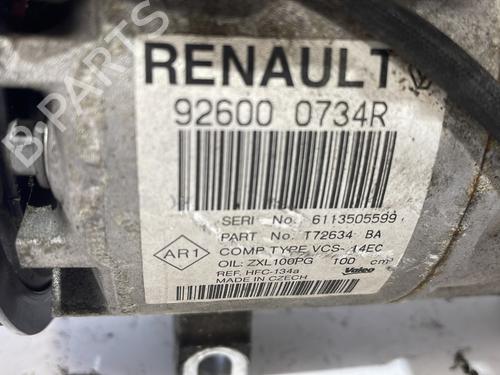 RENAULT
92600 0734R
SERI No. 6113505599
PART No. T72634 BA
AR1
COMP.TYPE VCS-14EC
OIL: ZXL100PG 100 cm³
REF. HFC-134a
MADE IN CZECH
Valeo
B-PARTS